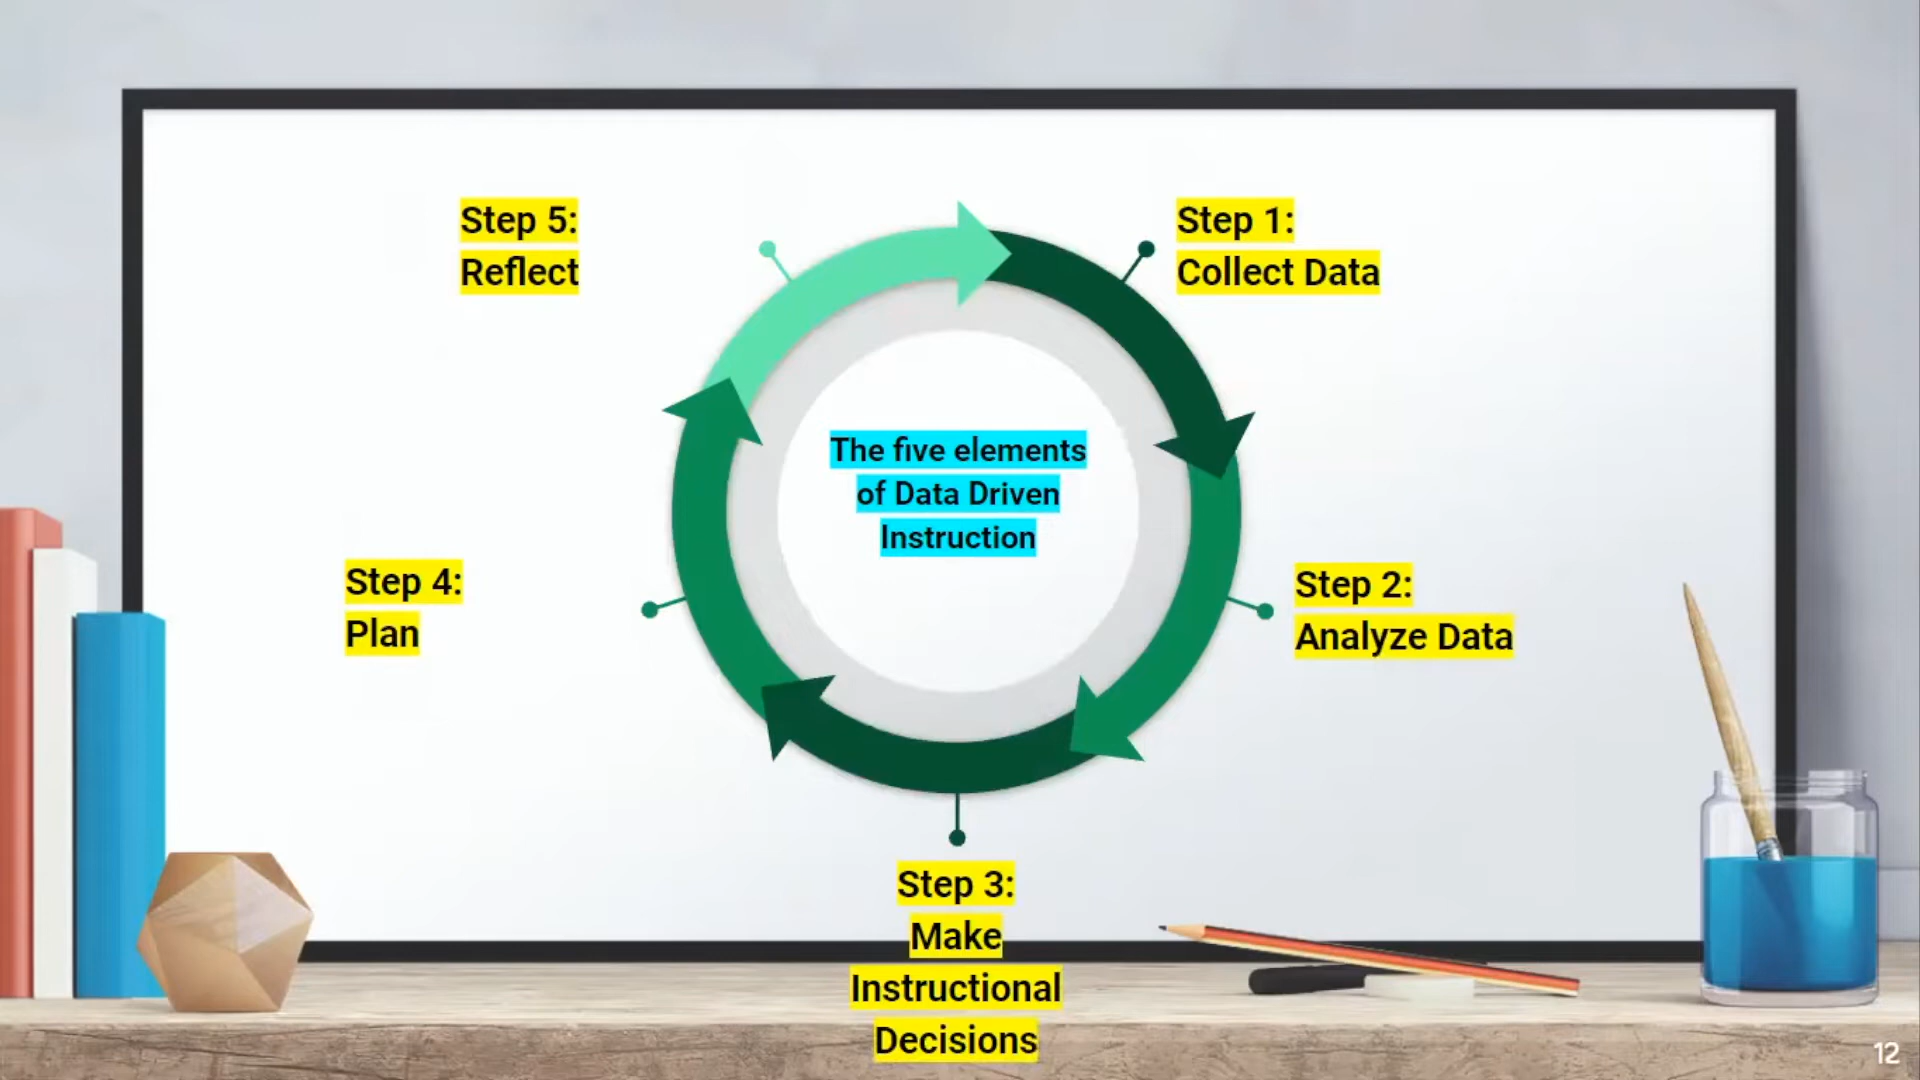 Step 5:
Reflect
Step 1:
Collect Data
The five elements
of Data Driven
Instruction
Step 4:
Plan
Step 2:
Analyze Data
Step 3:
Make
Instructional
Decisions
12